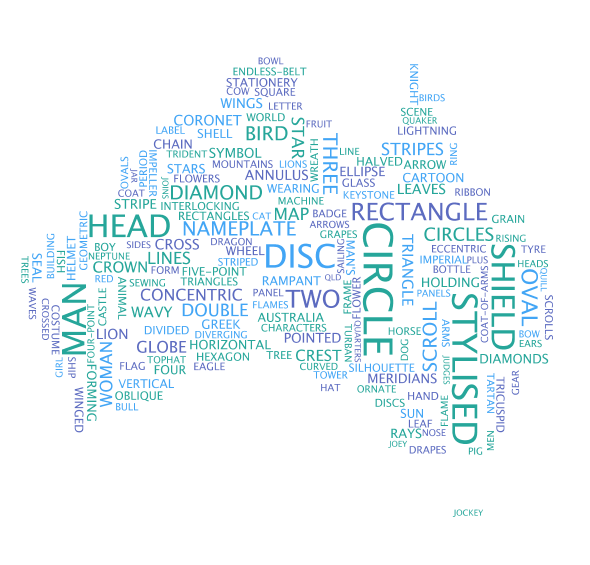 BOWL
ENDLESS-BELT
STATIONERY
KNIGHT
COW SQUARE
WINGS LETTER BIRDS
CORONET WORLD SCENE
LABEL SHELL BIRD STAR FRUIT QUAKER
LIGHTNING
CHAIN THREE LINE STRIPES RING
TRIDENT SYMBOL WREATH HALVED ARROW
OVALS PERIOD IMPELLER MOUNTAINS LIONS
JAR STARS ANNULUS ELLIPSE CARTOON
FLOWERS GLASS
COAT JOINS DIAMOND WEARING LEAVES RIBBON
KEYSTONE
STRIPE INTERLOCKING MACHINE
RECTANGLES CAT MAP BADGE RECTANGLE GRAIN
HEAD NAMEPLATE ARROWS
GEOMETRIC GRAPES CIRCLE CIRCLES RISING
BUILDING HELMET BOY SIDES CROSS DRAGON DISC SAILING MAN'S TRIANGLE ECCENTRIC TYRE
SEAL FISH NEPTUNE LINES WHEEL IMPERIAL PLUS SHIELD
TREES CROWN FORM STRIPED BOTTLE HEADS
FIVE-POINT RAMPANT QLD
RED SEWING TRIANGLES HOLDING OVAL QUILL
MAN CASTLE ANIMAL CONCENTRIC PANEL TWO FRAME FLOWER PANELS COAT-OF-ARMS
WAVES CROSSED COSTUME FLAMES STYLISED SCROLLS
WAVY DOUBLE AUSTRALIA
FOUR-POINT GREEK CHARACTERS TURBAN QUARTERS HORSE SCROLL ARMS BOW
LION DIVIDED DIVERGING POINTED DOG EARS
GIRL SHIP WOMAN GLOBE HORIZONTAL
FORMING TOPHAT HEXAGON TREE CREST SILHOUETTE JUDGES DIAMONDS
FLAG FOUR EAGLE CURVED
VERTICAL TOWER MERIDIANS
WINGED HAT ORNATE TARTAN GEAR
OBLIQUE HAND
BULL DISCS FLAME TRICUSPID
SUN
LEAF
RAYS NOSE
JOEY MEN
DRAPES PIG
JOCKEY